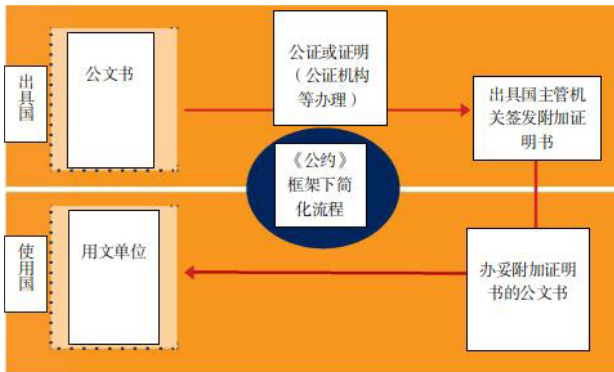 出具国
公文书
公证或证明
（公证机构
等办理）
出具国主管机
关签发附加证
明书
《公约》
框架下简
化流程
使用国
用文单位
办妥附加证明
书的公文书